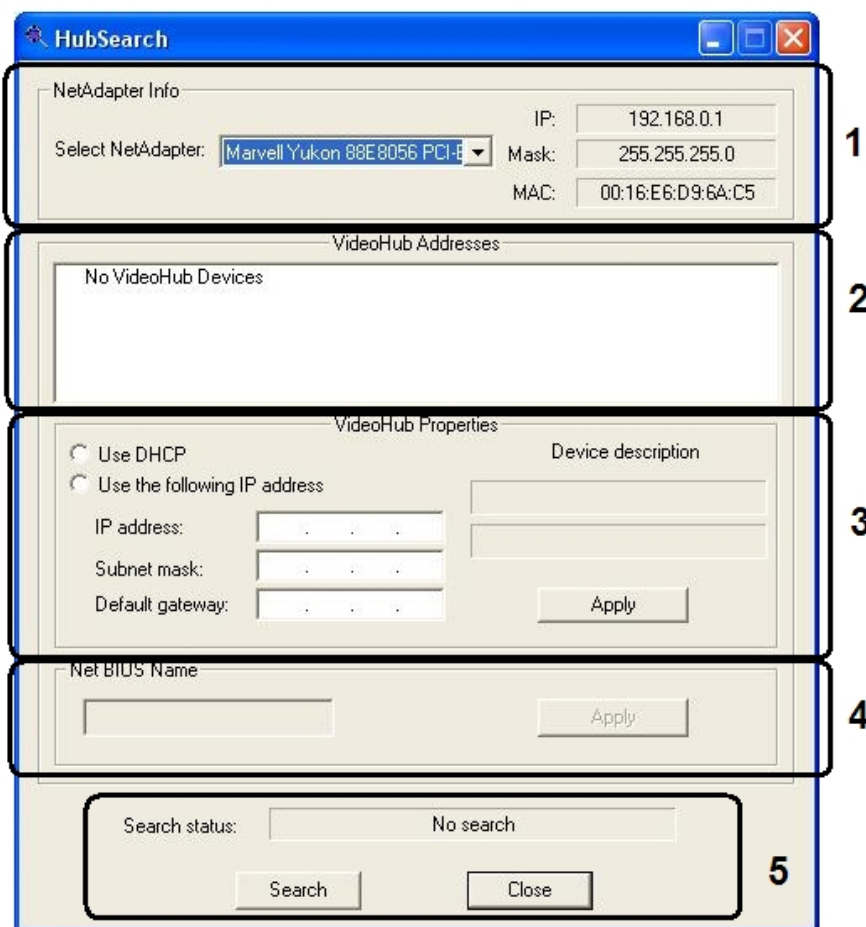 HubSearch
NetAdapter Info
IP: 192.168.0.1
Select NetAdapter: Marvell Yukon 88E8056 PCI-E Mask: 255.255.255.0
MAC: 00:16:E6:D9:6A:C5
1
VideoHub Addresses
No VideoHub Devices
2
VideoHub Properties
Use DHCP Device description
Use the following IP address
IP address: . . .
Subnet mask: . . .
Default gateway: . . . Apply
3
Net BIUS Name
Apply
4
Search status: No search
Search Close
5